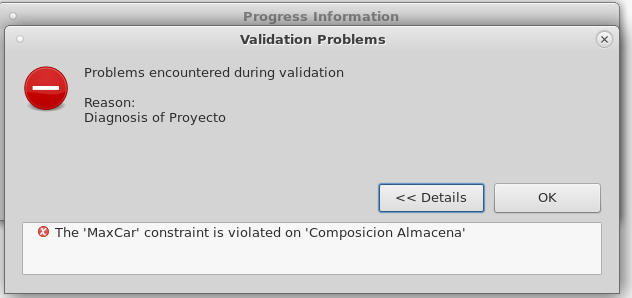 Progress Information
Validation Problems
Problems encountered during validation
Reason:
Diagnosis of Proyecto
<< Details
OK
The 'MaxCar' constraint is violated on 'Composicion Almacena'